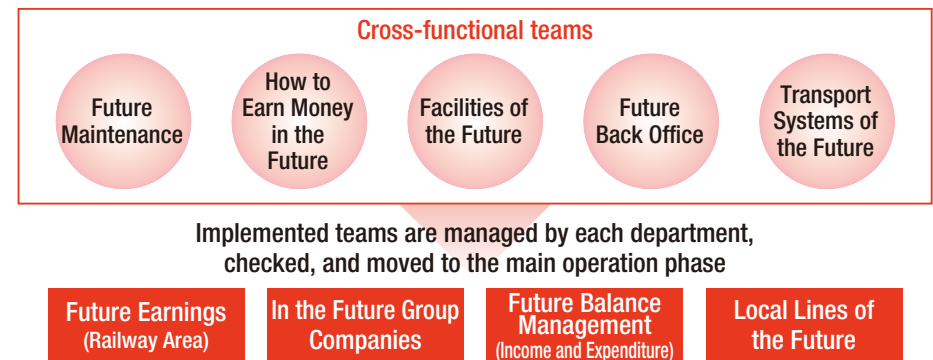 Cross-functional teams
Future
Maintenance
How to
Earn Money
in the
Future
Facilities of
the Future
Future
Back Office
Transport
Systems of
the Future
Implemented teams are managed by each department,
checked, and moved to the main operation phase
Future Earnings
(Railway Area)
In the Future Group
Companies
Future Balance
Management
(Income and Expenditure)
Local Lines of
the Future